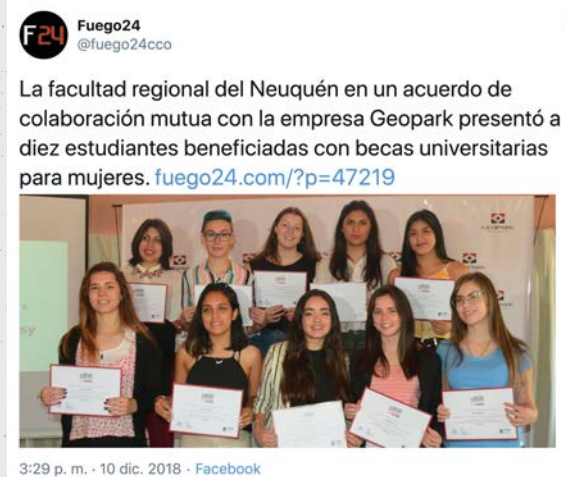 F24
Fuego24
@fuego24cco
La facultad regional del Neuquén en un acuerdo de
colaboración mutua con la empresa Geopark presentó a
diez estudiantes beneficiadas con becas universitarias
para mujeres. fuego24.com/?p=47219
3:29 p. m. · 10 dic. 2018 · Facebook